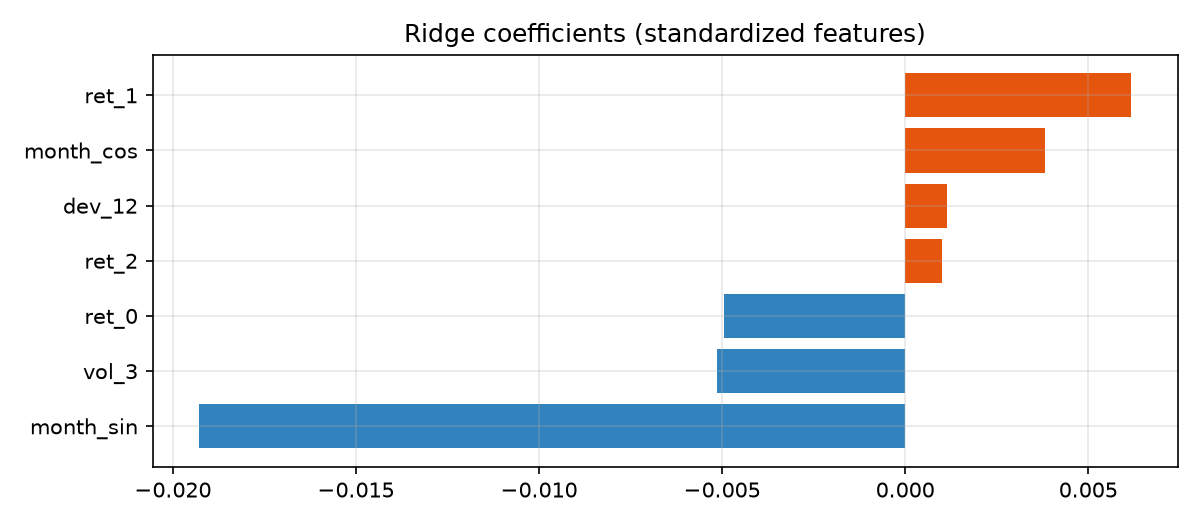 Ridge coefficients (standardized features)
ret_1
month_cos
dev_12
ret_2
ret_0
vol_3
month_sin
−0.020 −0.015 −0.010 −0.005 0.000 0.005